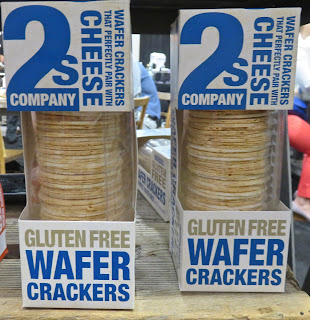 2s
COMPANY
WAFER CRACKERS
THAT PERFECTLY PAIR WITH
CHEESE
GLUTEN FREE
WAFER
CRACKERS
2s
COMPANY
WAFER CRACKERS
THAT PERFECTLY PAIR WITH
CHEESE
GLUTEN FREE
WAFER
CRACKERS